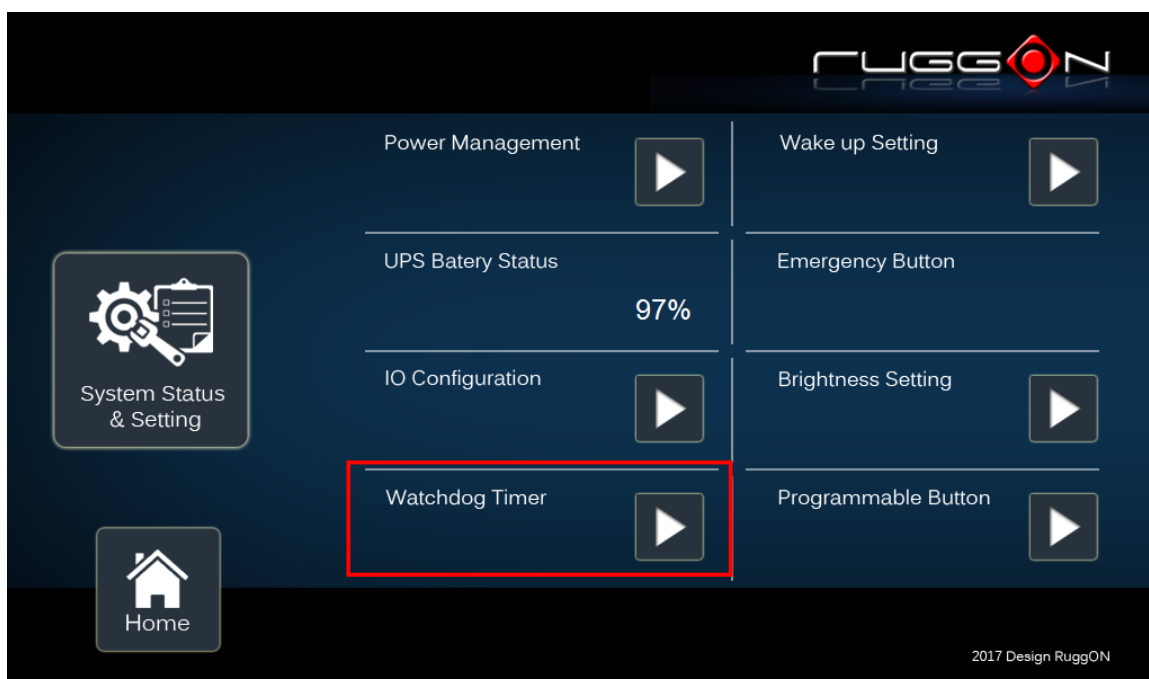 ruggON
Power Management
Wake up Setting
UPS Batery Status
97%
Emergency Button
IO Configuration
Brightness Setting
System Status
& Setting
Watchdog Timer
Programmable Button
Home
2017 Design RuggON